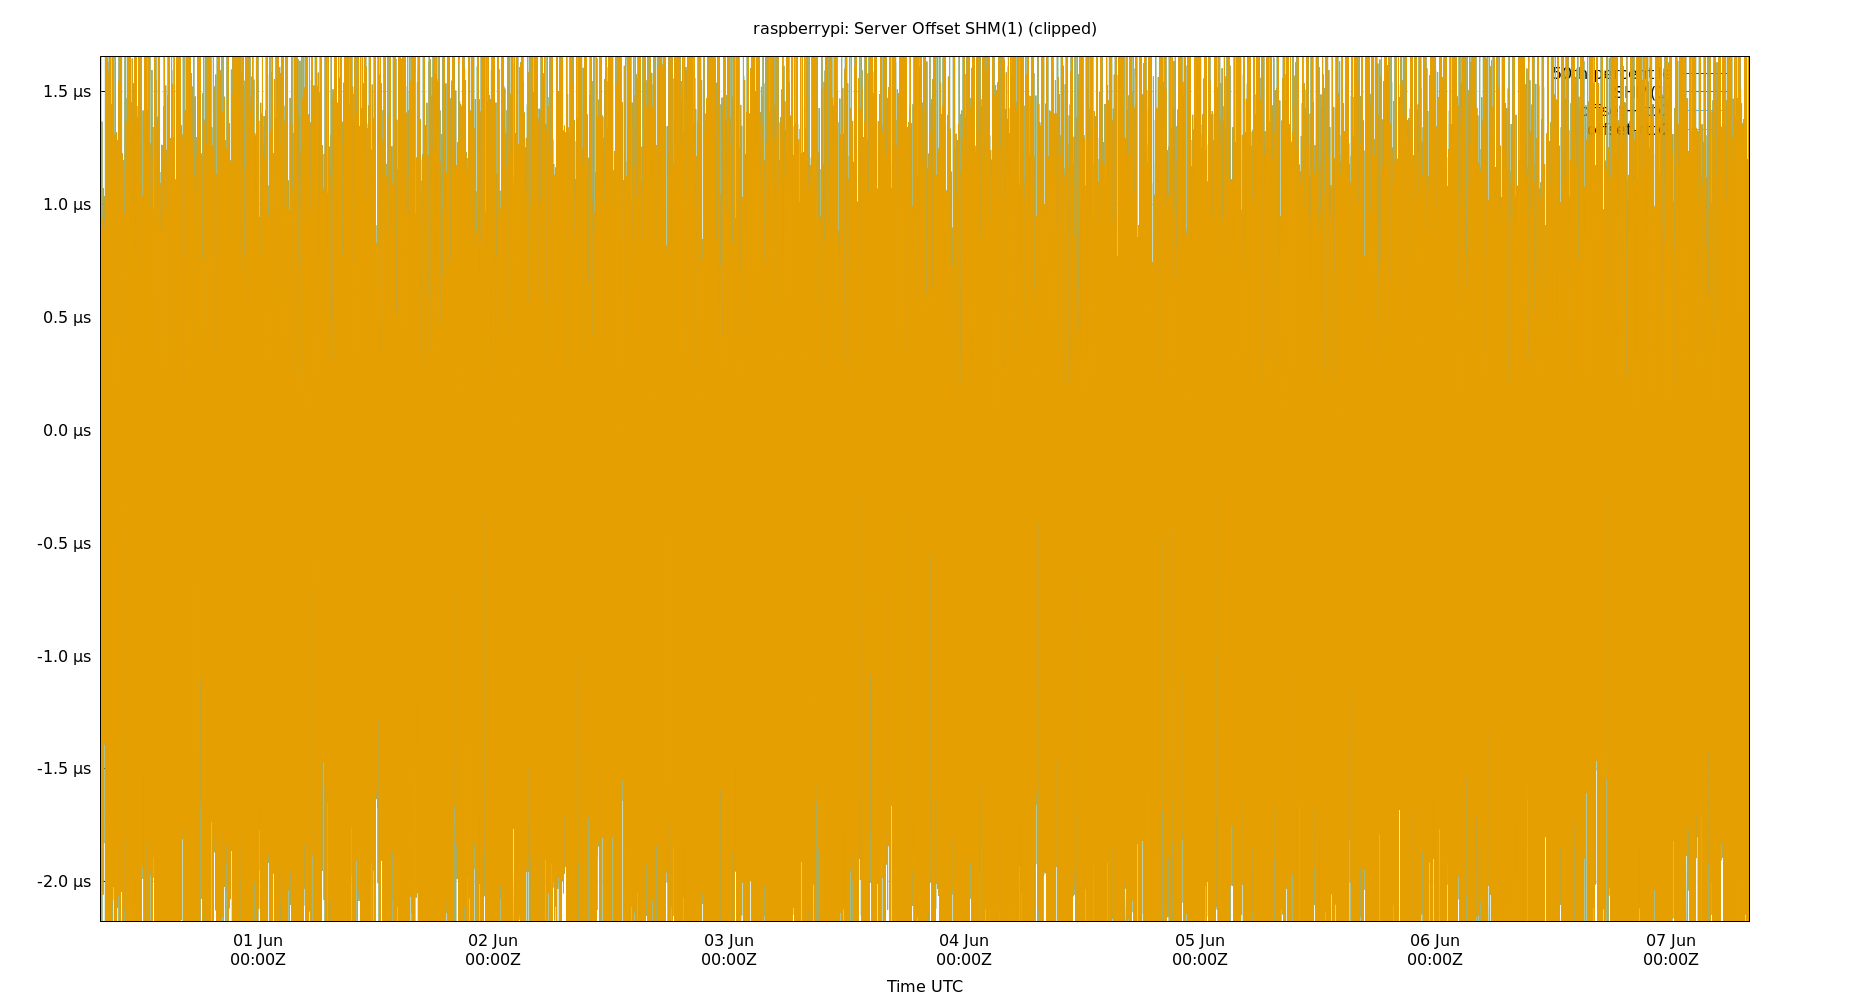 raspberrypi: Server Offset SHM(1) (clipped)
1.5 µs
1.0 µs
0.5 µs
0.0 µs
-0.5 µs
-1.0 µs
-1.5 µs
-2.0 µs
50th
01 Jun 02 Jun 03 Jun 04 Jun 05 Jun 06 Jun 07 Jun
00:00Z 00:00Z 00:00Z 00:00Z 00:00Z 00:00Z 00:00Z
Time UTC